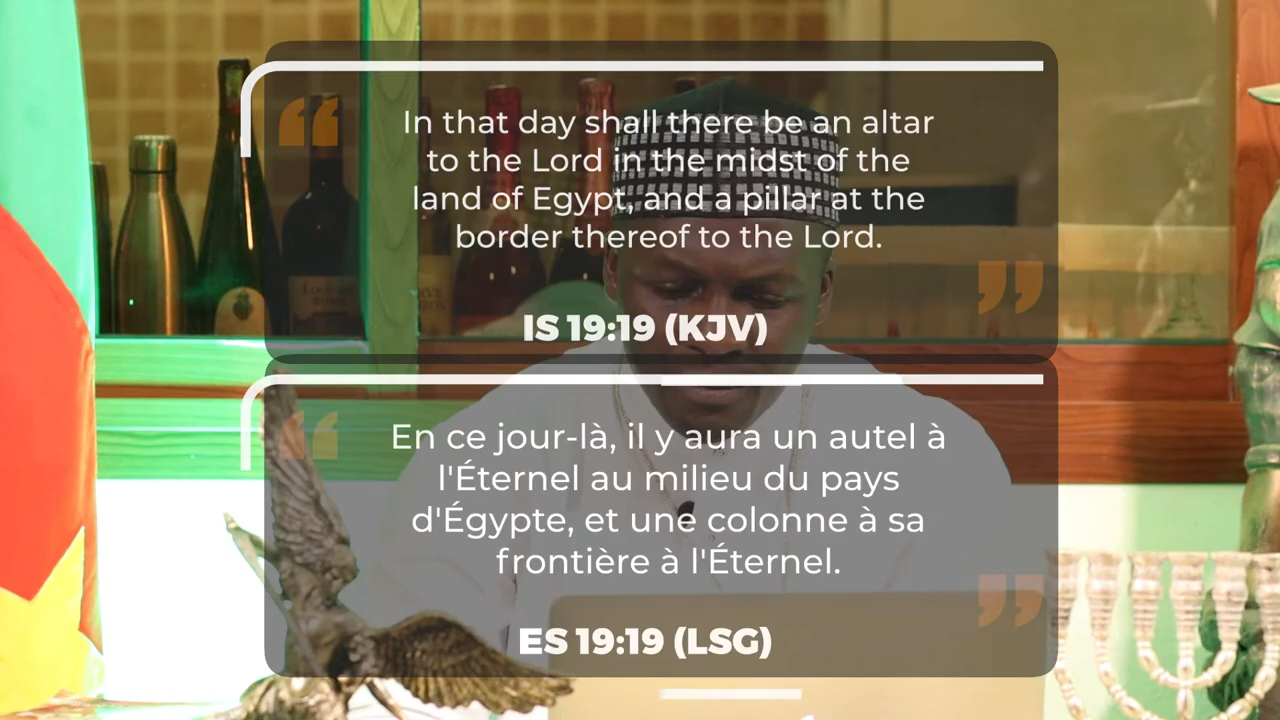 In that day shall there be an altar
to the Lord in the midst of the
land of Egypt, and a pillar at the
border thereof to the Lord.
IS 19:19 (KJV)
En ce jour-là, il y aura un autel à
l'Éternel au milieu du pays
d'Égypte, et une colonne à sa
frontière à l'Éternel.
ES 19:19 (LSG)